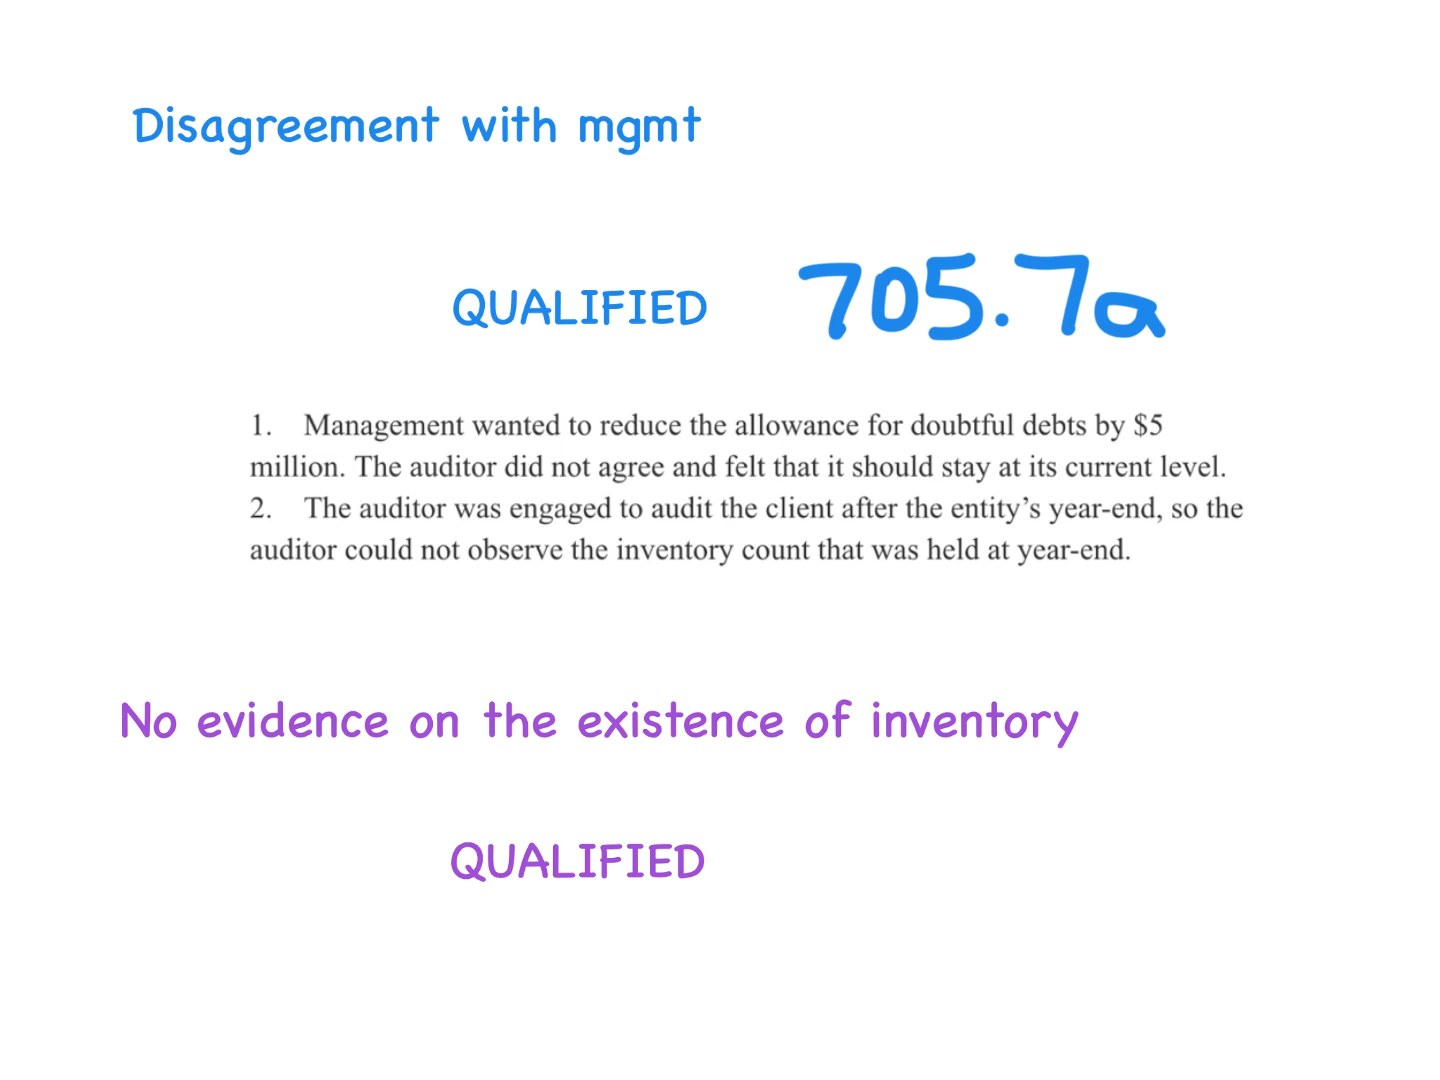 Disagreement with mgmt
QUALIFIED 705.7a
1. Management wanted to reduce the allowance for doubtful debts by $5
million. The auditor did not agree and felt that it should stay at its current level.
2. The auditor was engaged to audit the client after the entity’s year-end, so the
auditor could not observe the inventory count that was held at year-end.
No evidence on the existence of inventory
QUALIFIED